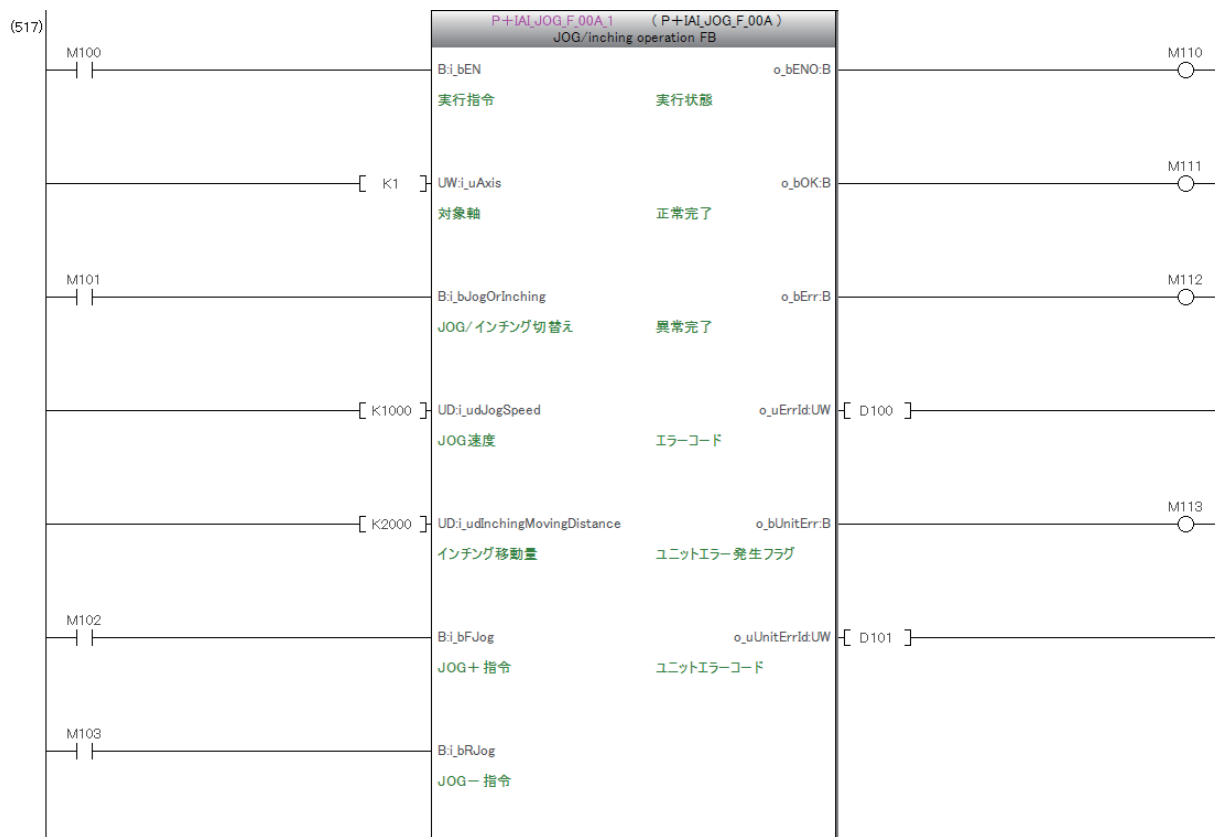 (517)
P+IAI_JOG_F_00A_1 (P+IAI_JOG_F_00A)
JOG/inching operation FB
M100
B:i_bEN
o_bENO:B
M110
実行指令
実行状態
K1
UW:i_uAxis
o_bOK:B
M111
対象軸
正常完了
M101
B:i_bJogOrInching
o_bErr:B
M112
JOG/インチング切替え
異常完了
K1000
UD:i_udJogSpeed
o_uErrId:UW
D100
JOG速度
エラーコード
K2000
UD:i_udInchingMovingDistance
o_bUnitErr:B
M113
インチング移動量
ユニットエラー発生フラグ
M102
B:i_bFJog
o_uUnitErrId:UW
D101
JOG+指令
ユニットエラーコード
M103
B:i_bRJog
JOG-指令